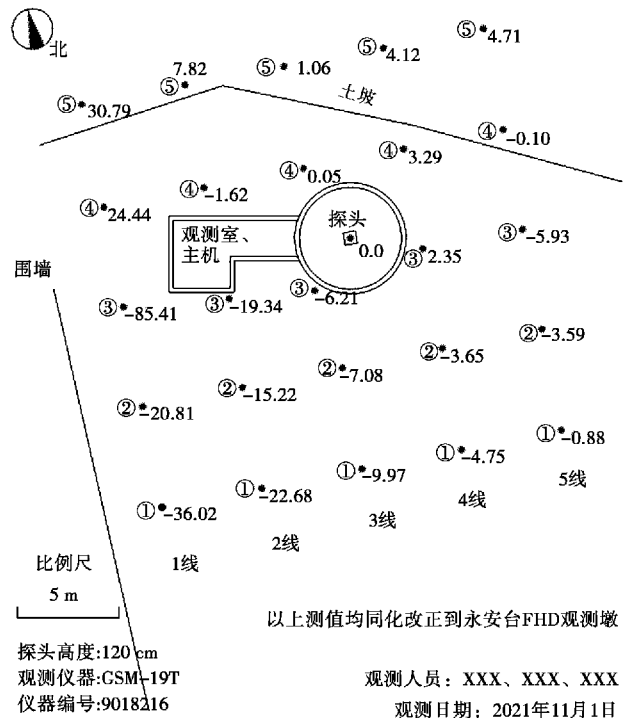 北
⑤ 4.71
⑤ 4.12
⑤ 1.06
7.82
⑤
⑤ 30.79
土坡
④ -0.10
④ 3.29
④ 0.05
④ -1.62
④ 24.44
探头
0.0
观测室、
主机
③ -5.93
③ 2.35
围墙
③ -6.21
③ -19.34
③ -85.41
② -3.59
② -3.65
② -7.08
② -15.22
② -20.81
① -0.88
① -4.75
① -9.97
① -22.68
① -36.02
5线
4线
3线
2线
1线
比例尺
5 m
以上测值均同化改正到永安台FHD观测墩
探头高度:120 cm
观测仪器:GSM-19T
仪器编号:9018216
观测人员：XXX、XXX、XXX
观测日期：2021年11月1日